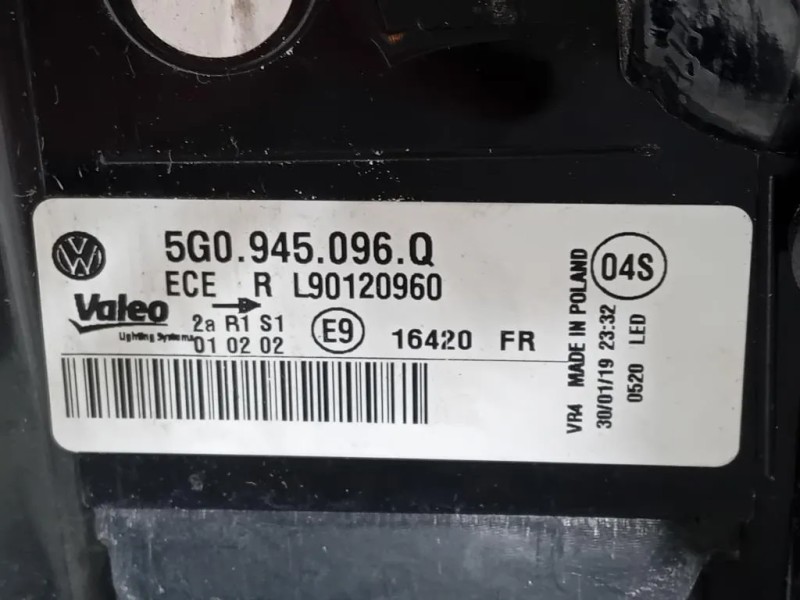 5G0.945.096.Q
ECE R L90120960
Valeo
Lighting Systems
2a R1 S1
01 02 02
E9
16420 FR
VR4 MADE IN POLAND
30/01/19 23:32
0520 LED
04S